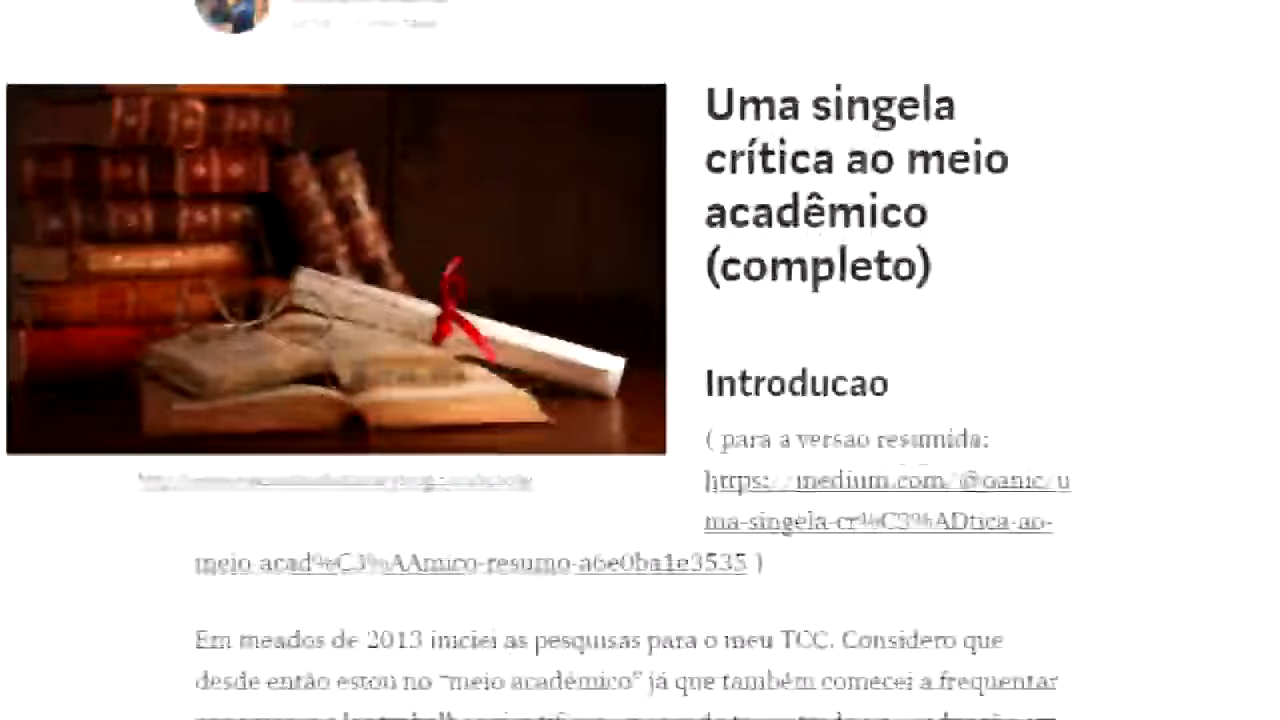 Uma singela
crítica ao meio
acadêmico
(completo)
Introducao
( para a versao resumida:
https://medium.com/@oanic/u
ma-singela-cr%C3%ADtica-ao-
meio-acad%C3%AAmico-resumo-a6e0ba1e3535 )
Em meados de 2013 iniciei as pesquisas para o meu TCC. Considero que
desde então estou no “meio acadêmico” já que também comecei a frequentar